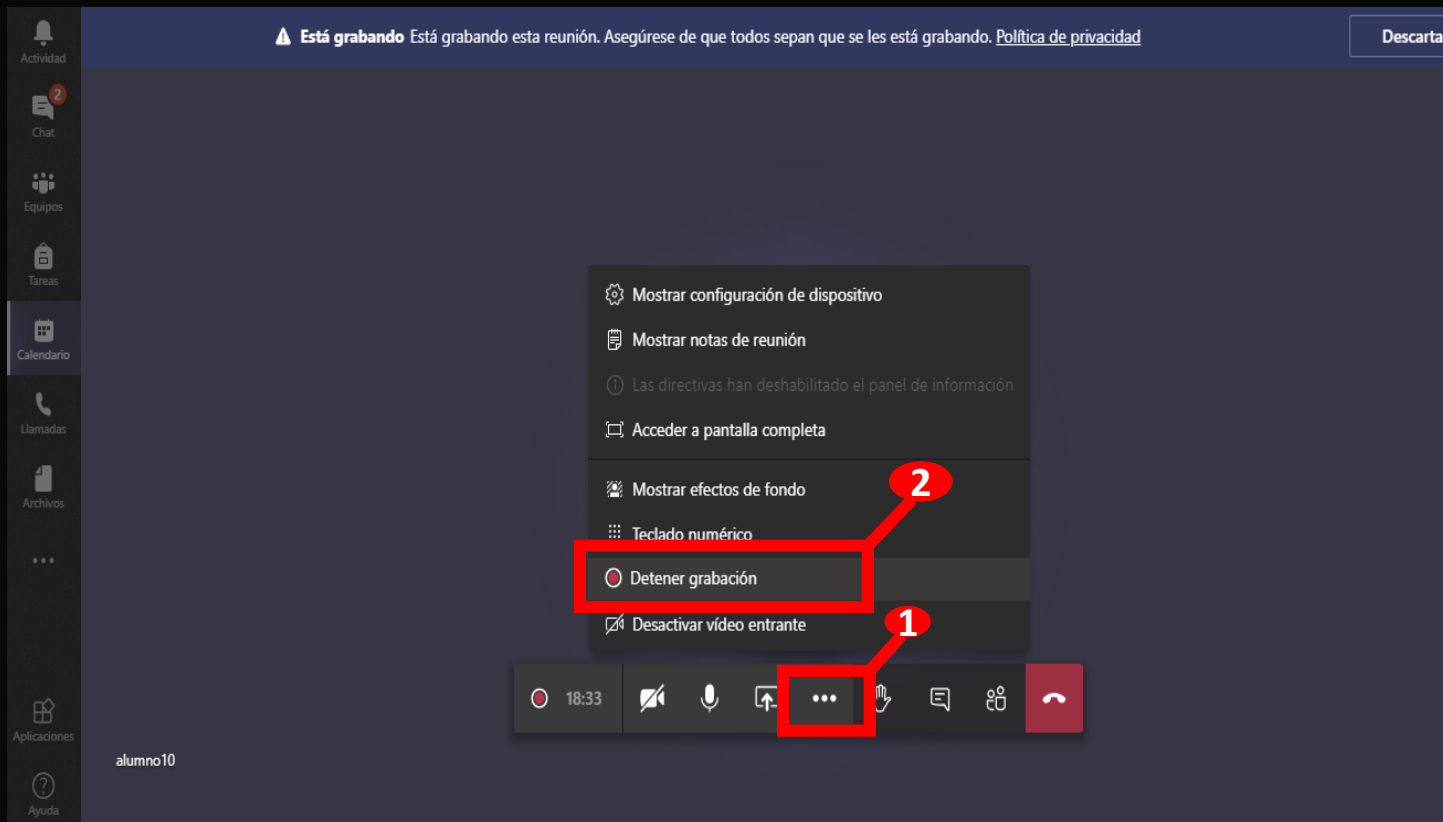 Está grabando Está grabando esta reunión. Asegúrese de que todos sepan que se les está grabando. Política de privacidad
Descarta
Actividad
2
Chat
Equipos
Tareas
Calendario
Llamadas
Archivos
Aplicaciones
Ayuda
Mostrar configuración de dispositivo
Mostrar notas de reunión
Las directivas han deshabilitado el panel de información
Acceder a pantalla completa
Mostrar efectos de fondo
2
Teclado numérico
Detener grabación
Desactivar vídeo entrante
1
18:33
alumno10